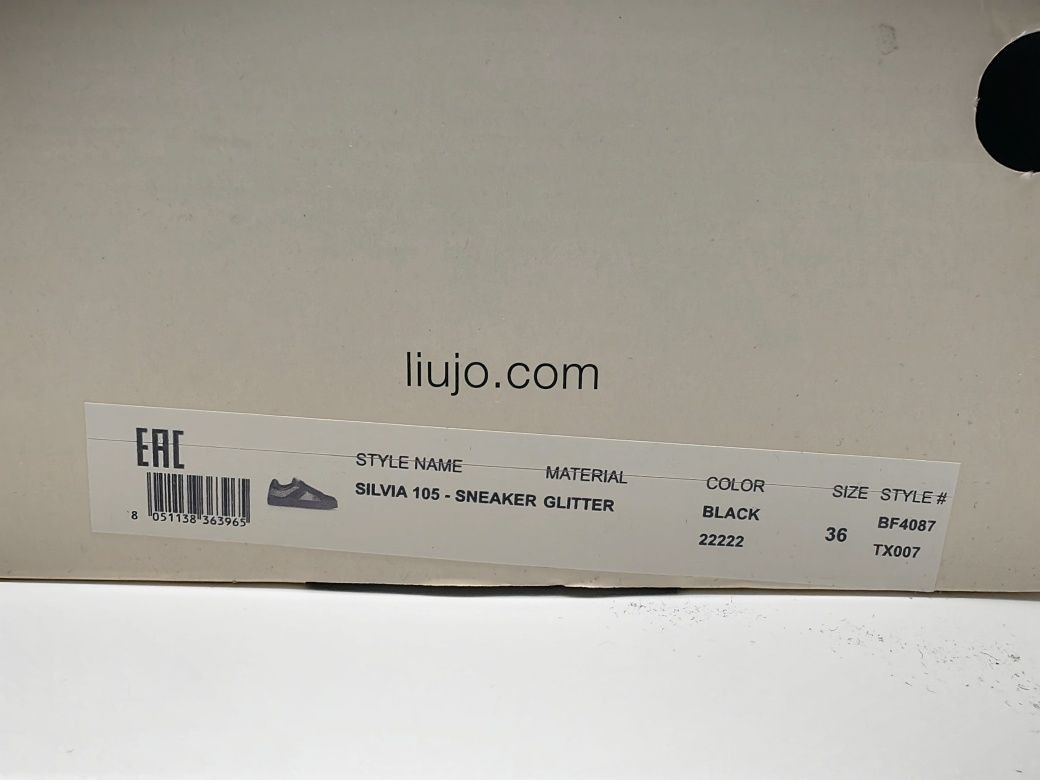 liujo.com
EAC
8 051138 363965
STYLE NAME MATERIAL COLOR SIZE STYLE #
SILVIA 105 - SNEAKER GLITTER BLACK 36 BF4087
22222 TX007